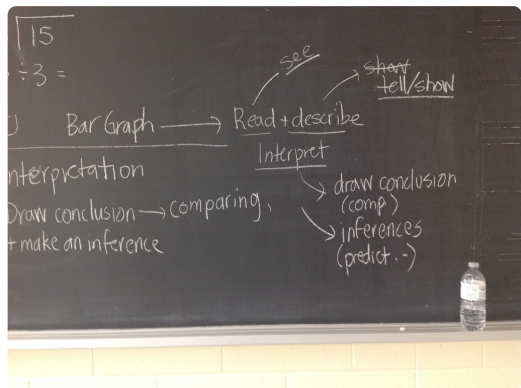 15
÷3 =
see
show
tell/show
Bar Graph → Read + describe
Interpret
nterpretation
Draw conclusion → comparing,
+ make an inference
draw conclusion
(comp)
inferences
(predict..)